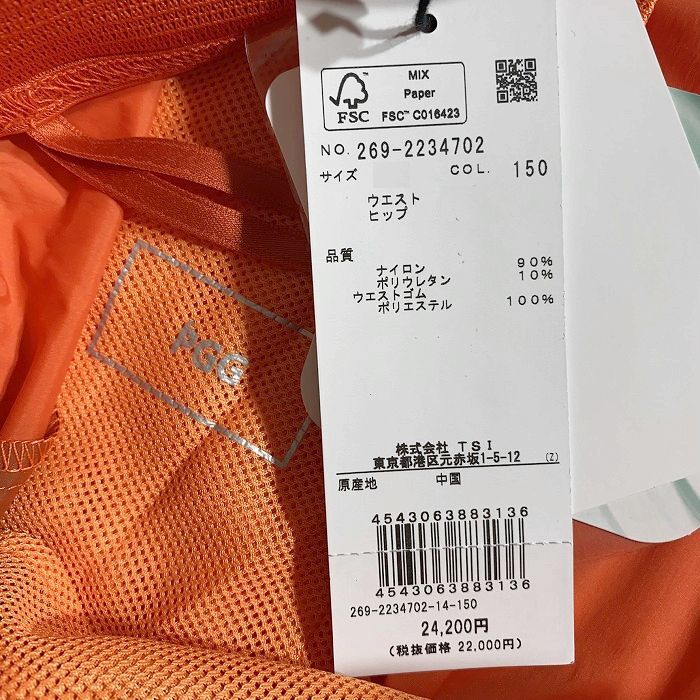 FSC
MIX
Paper
FSC™ C016423
NO. 269-2234702
サイズ COL. 150
ウエスト
ヒップ
品質
ナイロン 90%
ポリウレタン 10%
ウエストゴム
ポリエステル 100%
株式会社 TSI
東京都港区元赤坂1-5-12 (Z)
原産地 中国
4543063883136
4543063883136
269-2234702-14-150
24,200円
(税抜価格 22,000円)
PGG